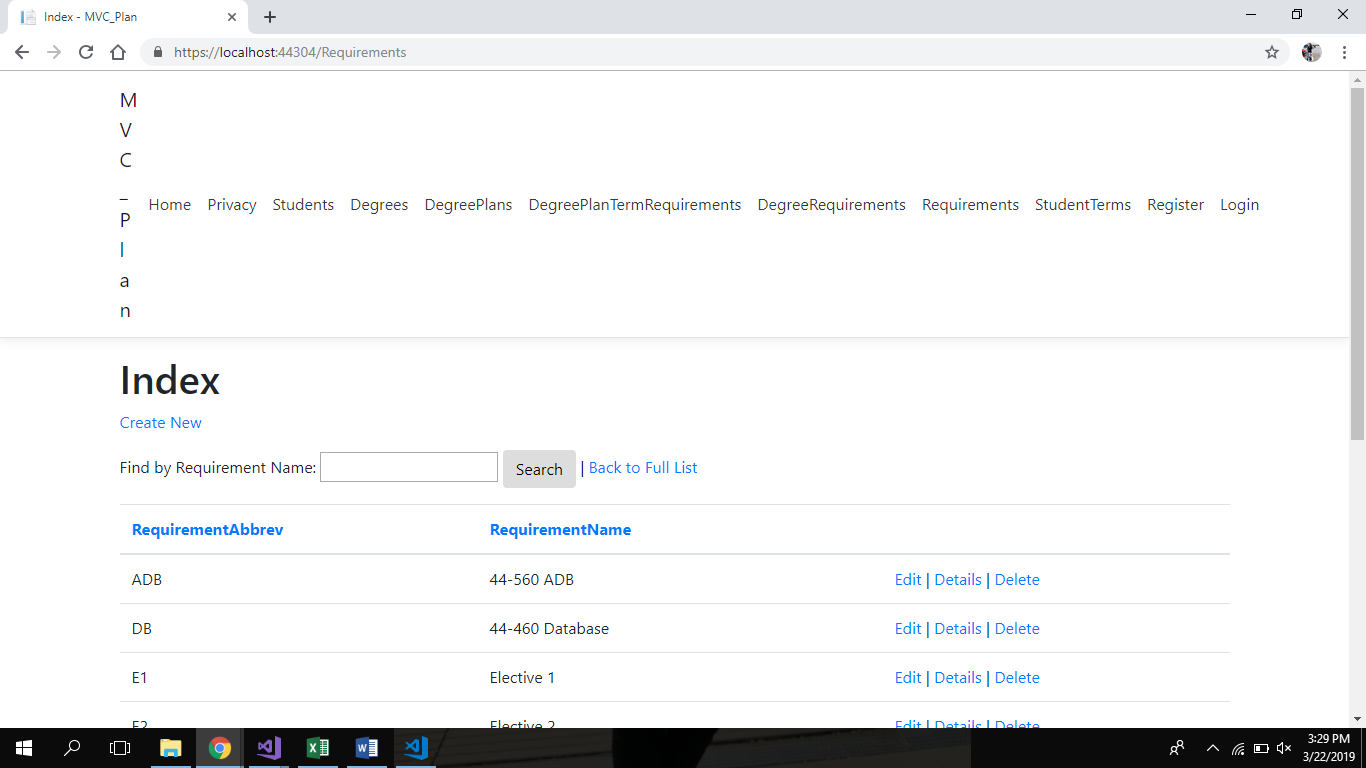 Index - MVC_Plan
https://localhost:44304/Requirements
M
V
C
_
P
l
a
n
Home Privacy Students Degrees DegreePlans DegreePlanTermRequirements DegreeRequirements Requirements StudentTerms Register Login
Index
Create New
Find by Requirement Name: Search | Back to Full List
RequirementAbbrev RequirementName
ADB 44-560 ADB Edit | Details | Delete
DB 44-460 Database Edit | Details | Delete
E1 Elective 1 Edit | Details | Delete
E2 Elective 2 Edit | Details | Delete
3:29 PM
3/22/2019